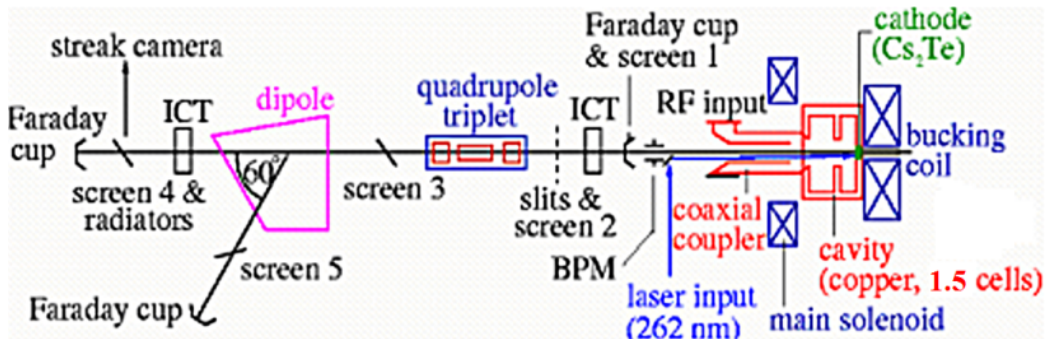 streak camera
Faraday
cup
ICT
dipole
60°
screen 4 &
radiators
screen 5
Faraday cup
screen 3
quadrupole
triplet
slits &
screen 2
ICT
Faraday cup
& screen 1
BPM
RF input
laser input
(262 nm)
coaxial
coupler
main solenoid
cavity
(copper, 1.5 cells)
cathode
(Cs₂Te)
bucking
coil